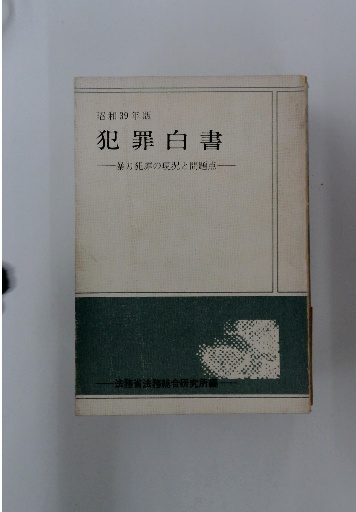 昭和39年版
犯罪白書
——暴力犯罪の現況と問題点——
——法務省法務総合研究所編——